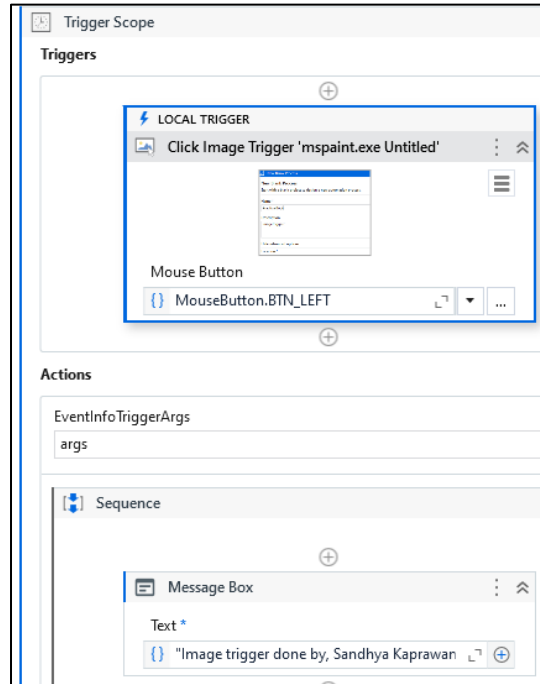 Trigger Scope
Triggers
LOCAL TRIGGER
Click Image Trigger 'mspaint.exe Untitled'
Mouse Button
{} MouseButton.BTN_LEFT
...
Actions
EventInfoTriggerArgs
args
Sequence
Message Box
Text *
{} "Image trigger done by, Sandhya Kaprawan